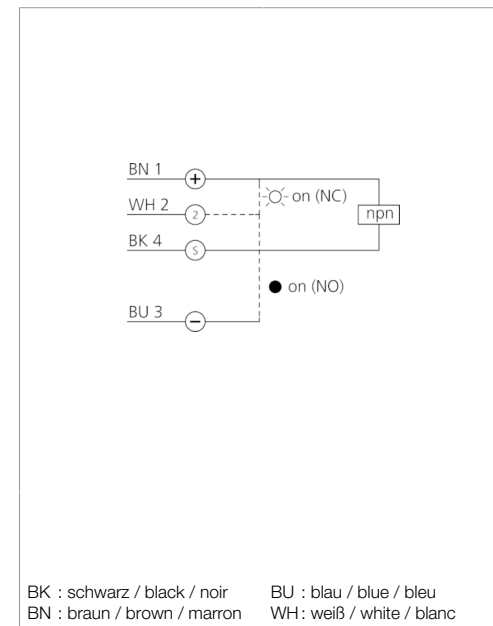 BN 1 +
on (NC)
WH 2 2
npn
BK 4 S
on (NO)
BU 3 −
BK : schwarz / black / noir BU : blau / blue / bleu
BN : braun / brown / marron WH : weiß / white / blanc